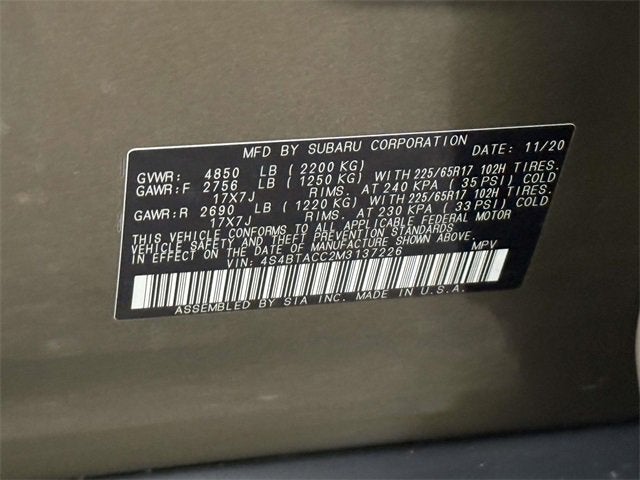 MFD BY SUBARU CORPORATION DATE: 11/20
GVWR: 4850 LB (2200 KG)
GAWR:F 2756 LB (1250 KG) WITH 225/65R17 102H TIRES.
17X7J RIMS. AT 240 KPA (35 PSI) COLD
GAWR:R 2690 LB (1220 KG) WITH 225/65R17 102H TIRES.
17X7J RIMS. AT 230 KPA (33 PSI) COLD
THIS VEHICLE CONFORMS TO ALL APPLICABLE FEDERAL MOTOR
VEHICLE SAFETY AND BUMPER STANDARDS IN EFFECT ON THE
DATE OF MANUFACTURE SHOWN ABOVE.
VIN: 4S4BTACC2M3137226 MPV
ASSEMBLED BY SIA INC. MADE IN U.S.A.